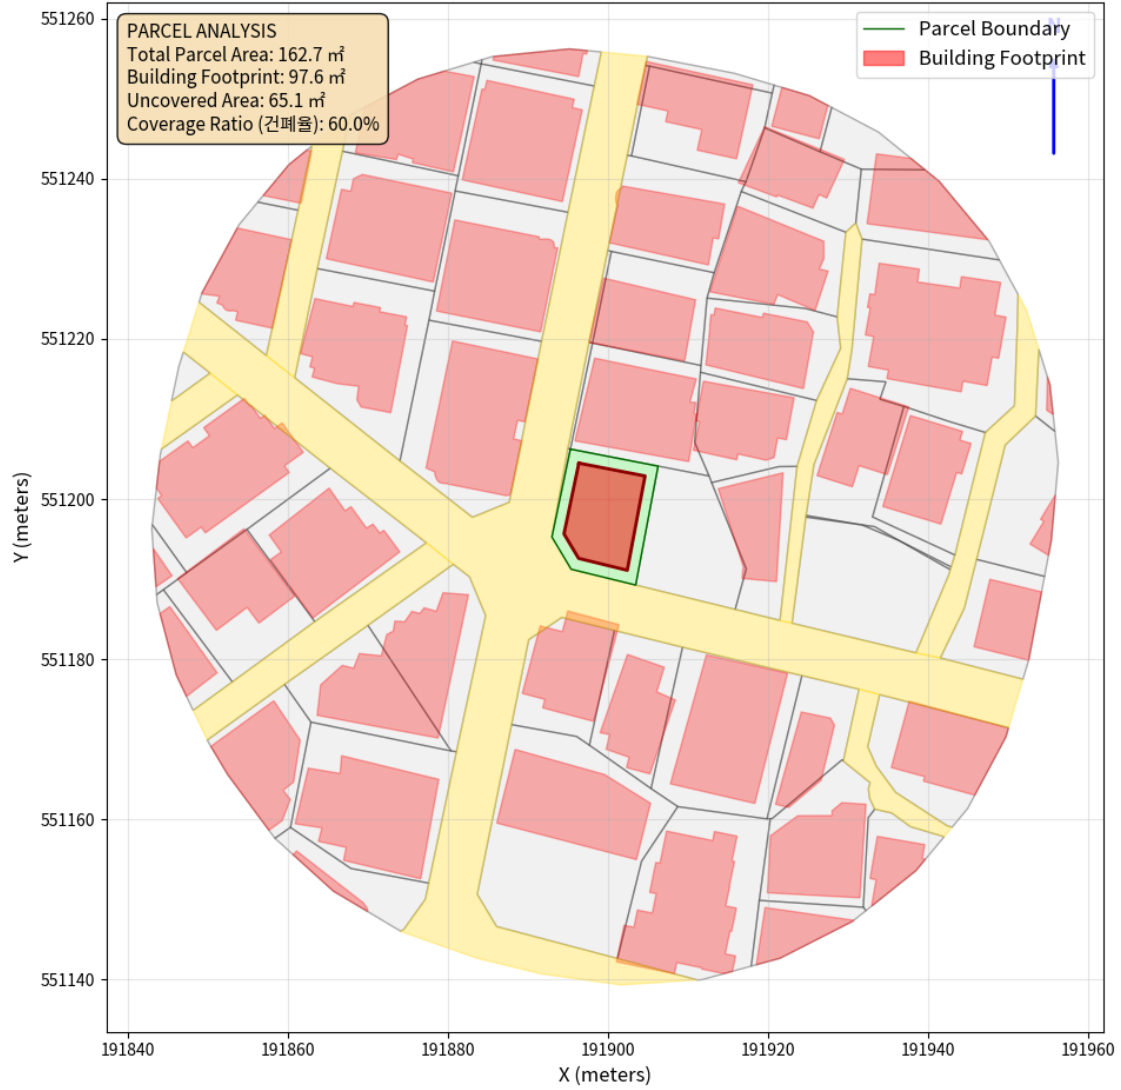 551260
551240
551220
551200
551180
551160
551140
Y (meters)
PARCEL ANALYSIS
Total Parcel Area: 162.7 ㎡
Building Footprint: 97.6 ㎡
Uncovered Area: 65.1 ㎡
Coverage Ratio (건폐율): 60.0%
Parcel Boundary
Building Footprint
N
191840
191860
191880
191900
191920
191940
191960
X (meters)